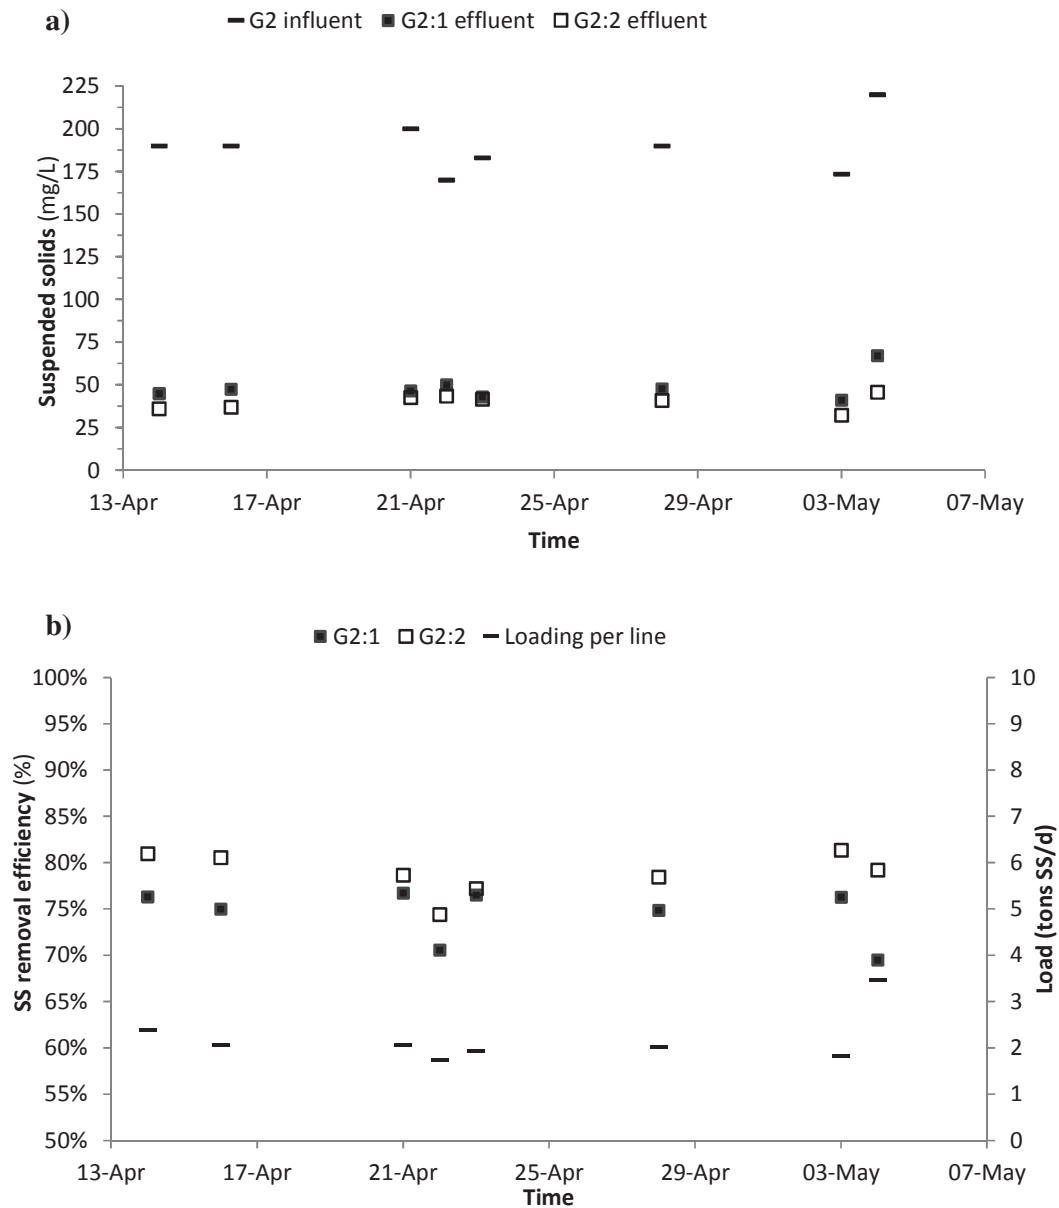 a)
G2 influent G2:1 effluent G2:2 effluent
Suspended solids (mg/L)
225
200
175
150
125
100
75
50
25
0
13-Apr 17-Apr 21-Apr 25-Apr 29-Apr 03-May 07-May
Time
b)
G2:1 G2:2 Loading per line
SS removal efficiency (%)
100%
95%
90%
85%
80%
75%
70%
65%
60%
55%
50%
10
9
8
7
6
5
4
3
2
1
0
Load (tons SS/d)
13-Apr 17-Apr 21-Apr 25-Apr 29-Apr 03-May 07-May
Time